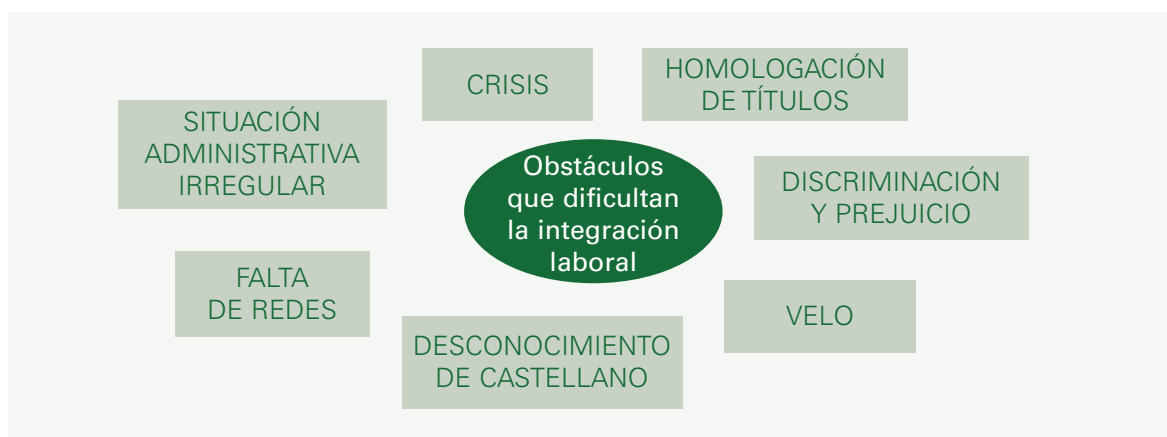 CRISIS
HOMOLOGACIÓN
DE TÍTULOS
SITUACIÓN
ADMINISTRATIVA
IRREGULAR
Obstáculos
que dificultan
la integración
laboral
DISCRIMINACIÓN
Y PREJUICIO
FALTA
DE REDES
VELO
DESCONOCIMIENTO
DE CASTELLANO